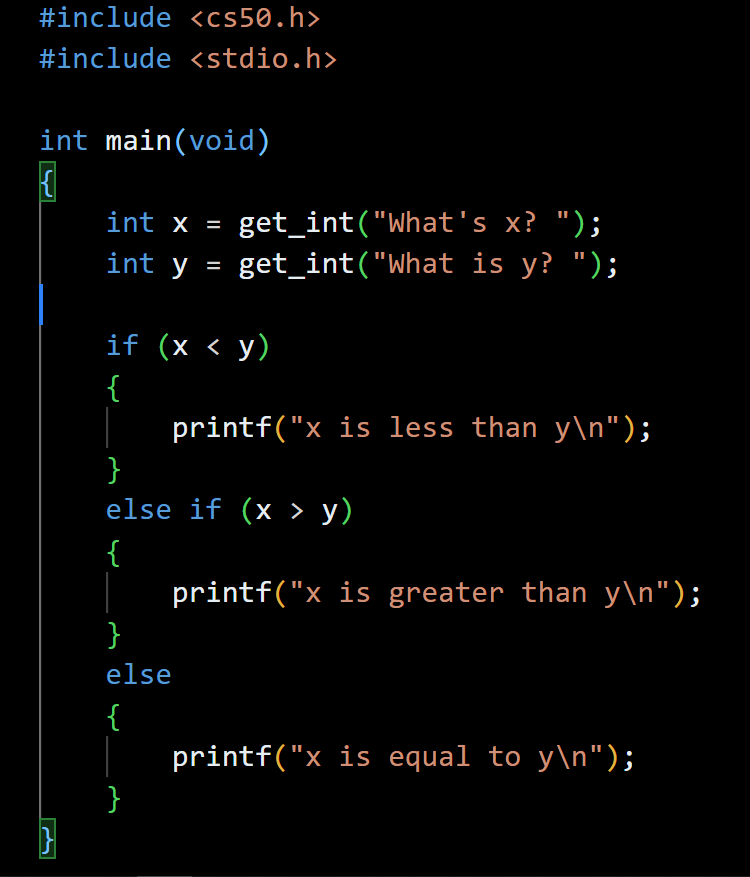 #include <cs50.h>
#include <stdio.h>

int main(void)
{
    int x = get_int("What's x? ");
    int y = get_int("What is y? ");

    if (x < y)
    {
        printf("x is less than y\n");
    }
    else if (x > y)
    {
        printf("x is greater than y\n");
    }
    else
    {
        printf("x is equal to y\n");
    }
}